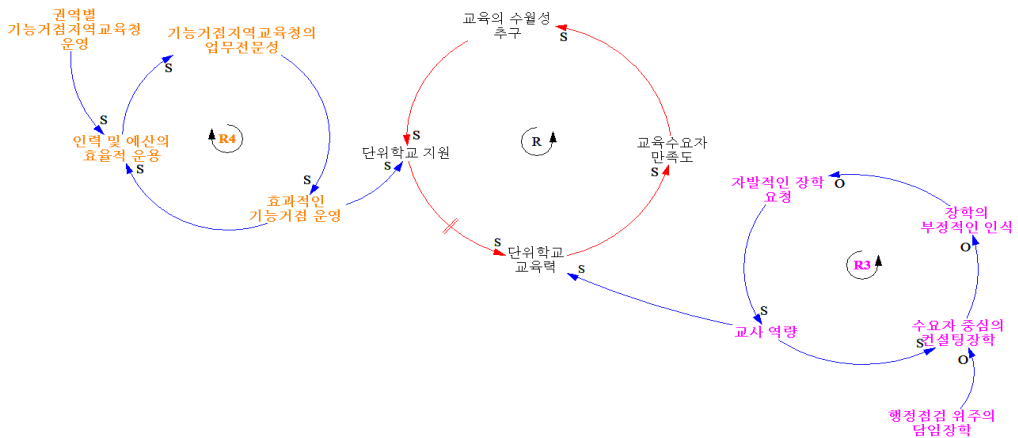 권역별
기능거점지역교육청
운영
기능거점지역교육청의
업무전문성
S
S
인력 및 예산의
효율적 운용
S
R4
S
효과적인
기능거점 운영
교육의 수월성
추구
S
S
단위학교 지원
S
R
교육수요자
만족도
S
S
단위학교
교육력
S
자발적인 장학
요청
O
장학의
부정적인 인식
O
R3
S
교사 역량
수요자 중심의
컨설팅장학
S
O
행정점검 위주의
담임장학